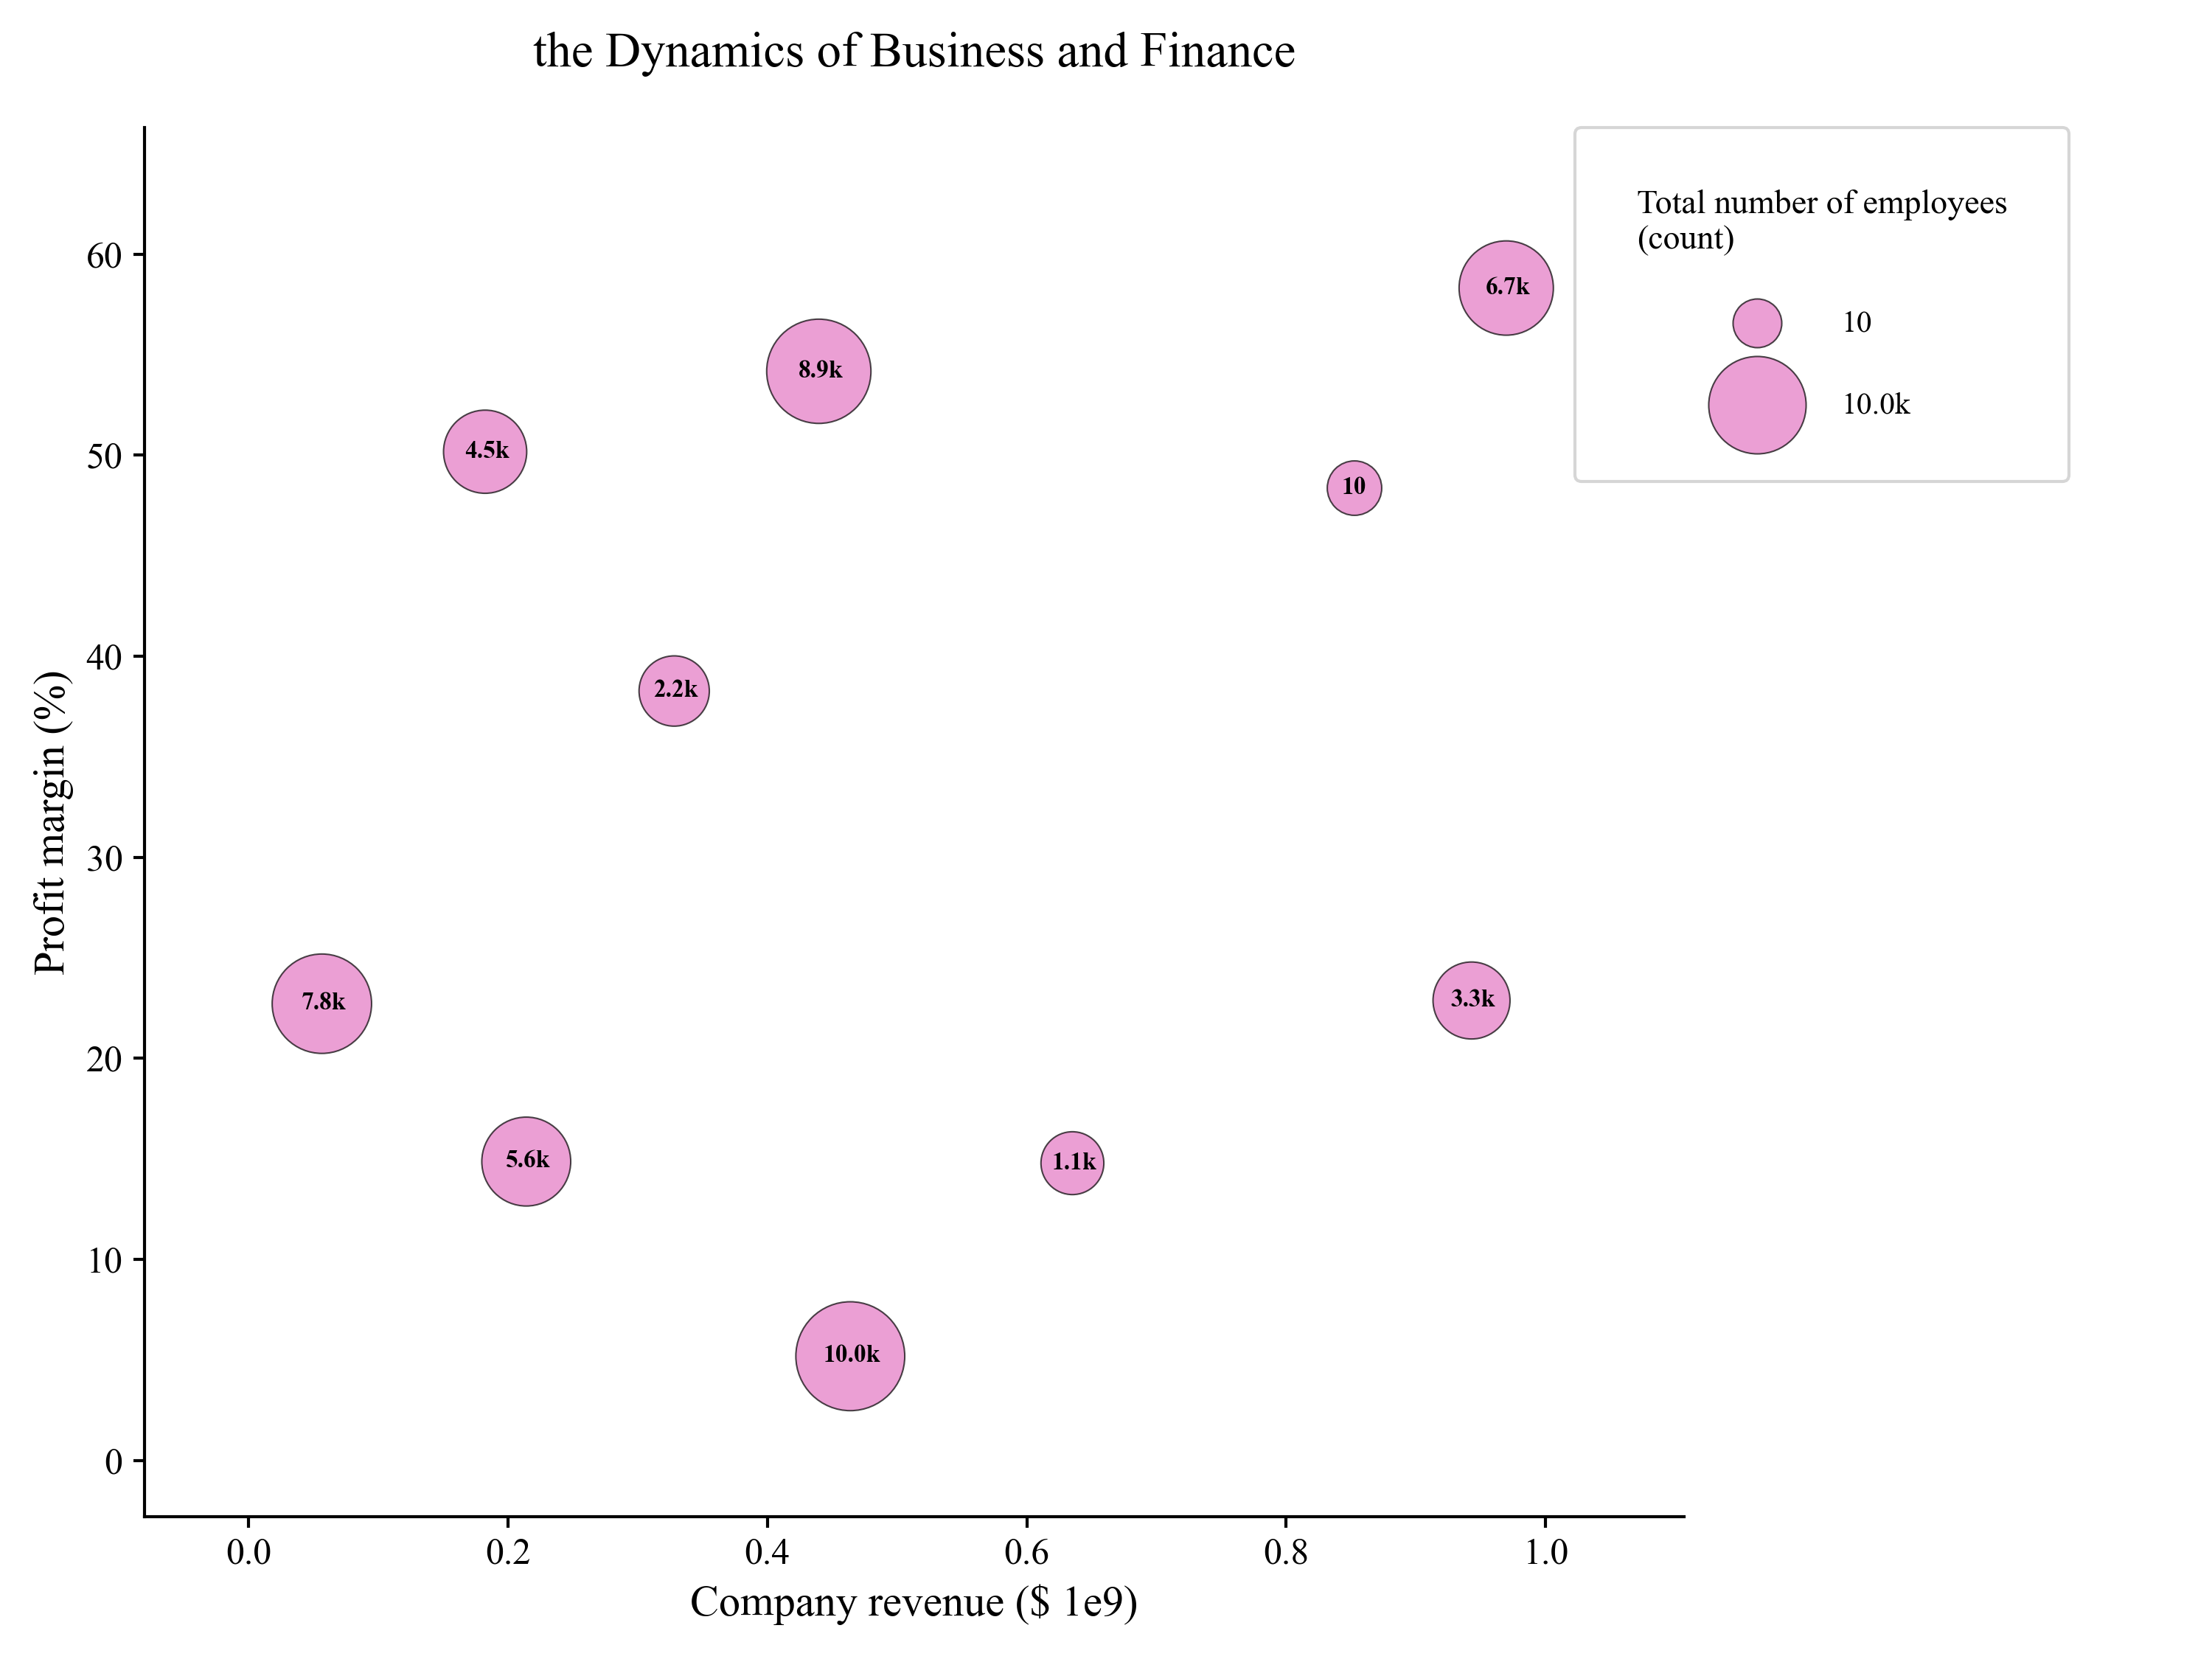 the Dynamics of Business and Finance
Total number of employees
(count)
10
10.0k
Profit margin (%)
60
50
40
30
20
10
0
6.7k
8.9k
4.5k
10
2.2k
7.8k
3.3k
5.6k
1.1k
10.0k
0.0
0.2
0.4
0.6
0.8
1.0
Company revenue ($ 1e9)